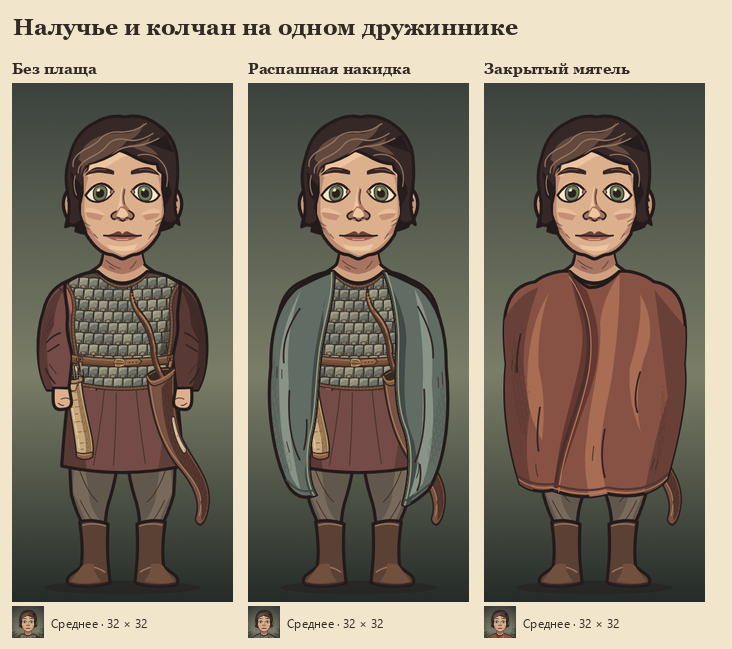 Налучье и колчан на одном дружиннике
Без плаща
Распашная накидка
Закрытый мятель
Среднее · 32 × 32
Среднее · 32 × 32
Среднее · 32 × 32